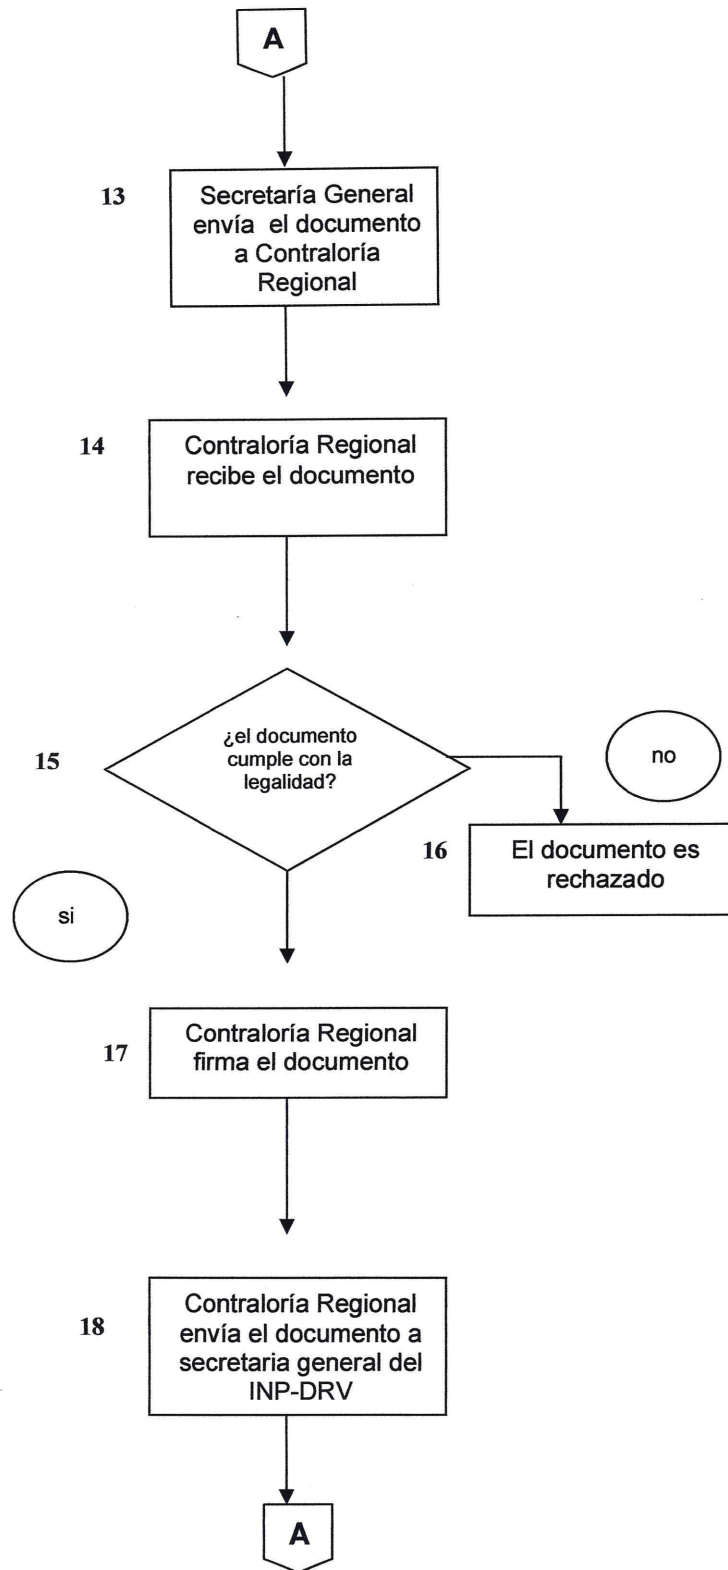 A
13
Secretaría General
envía el documento
a Contraloría
Regional
14
Contraloría Regional
recibe el documento
15
¿el documento
cumple con la
legalidad?
no
16
El documento es
rechazado
si
17
Contraloría Regional
firma el documento
18
Contraloría Regional
envía el documento a
secretaria general del
INP-DRV
A